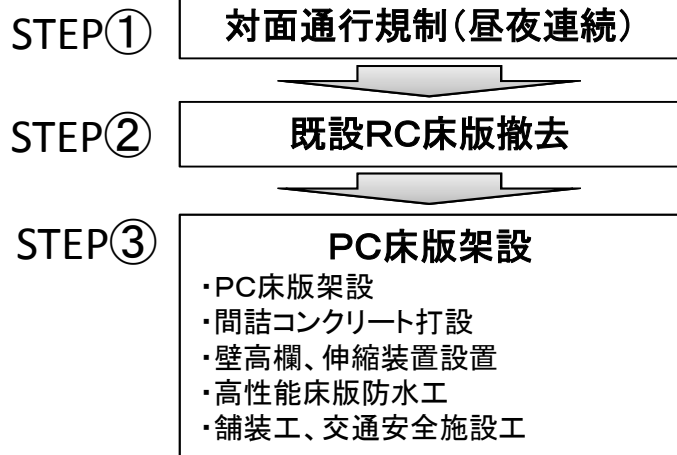 STEP① 対面通行規制（昼夜連続）
STEP② 既設ＲＣ床版撤去
STEP③ ＰＣ床版架設
・ＰＣ床版架設
・間詰コンクリート打設
・壁高欄、伸縮装置設置
・高性能床版防水工
・舗装工、交通安全施設工